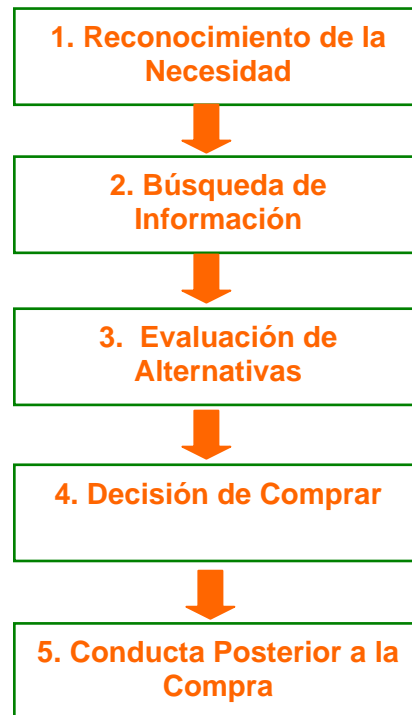 1. Reconocimiento de la
Necesidad
2. Búsqueda de
Información
3. Evaluación de
Alternativas
4. Decisión de Comprar
5. Conducta Posterior a la
Compra